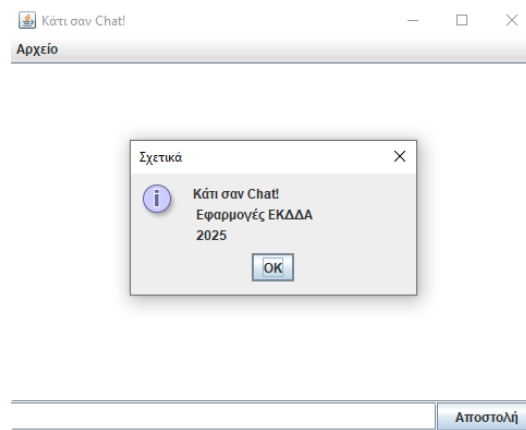 Κάτι σαν Chat!
Αρχείο
Σχετικά
Κάτι σαν Chat!
Εφαρμογές ΕΚΔΔΑ
2025
OK
Αποστολή